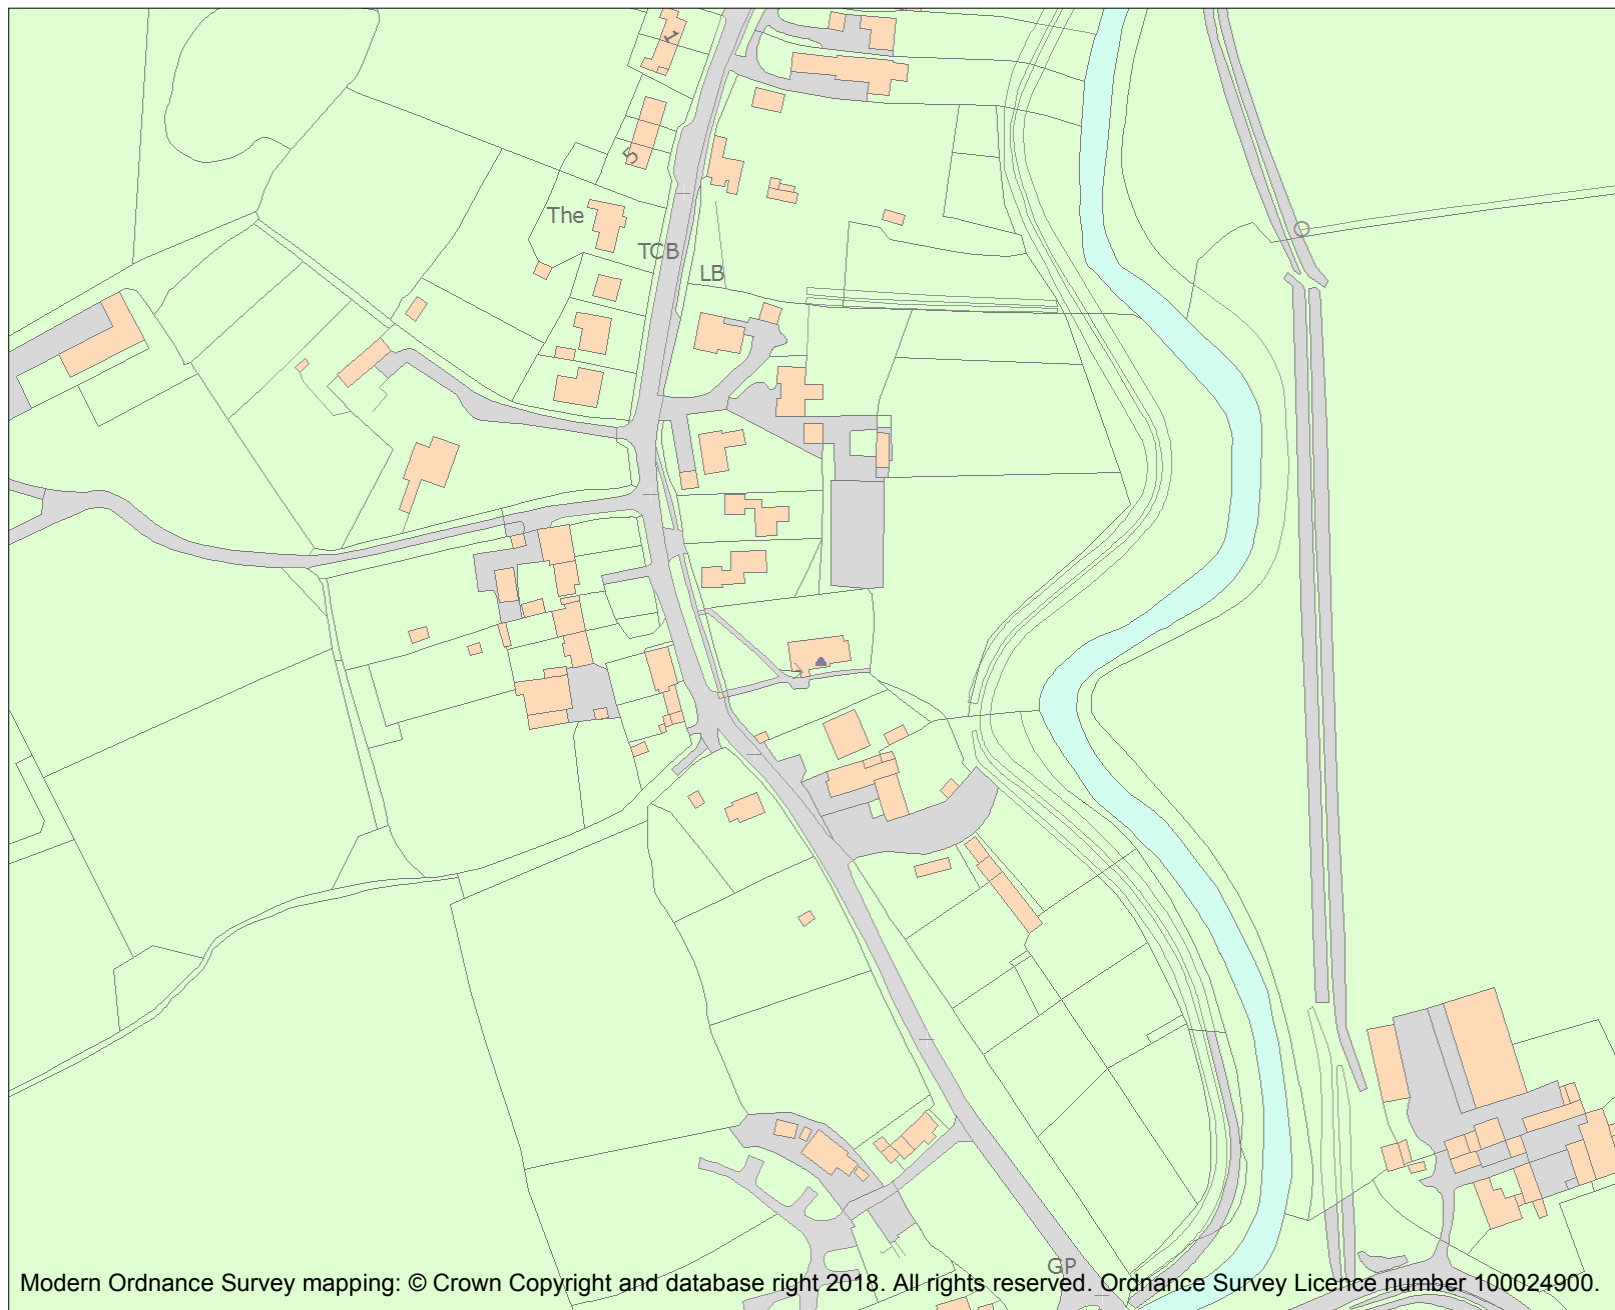 1
5
The
TCB
LB
GP
Modern Ordnance Survey mapping: © Crown Copyright and database right 2018. All rights reserved. Ordnance Survey Licence number 100024900.